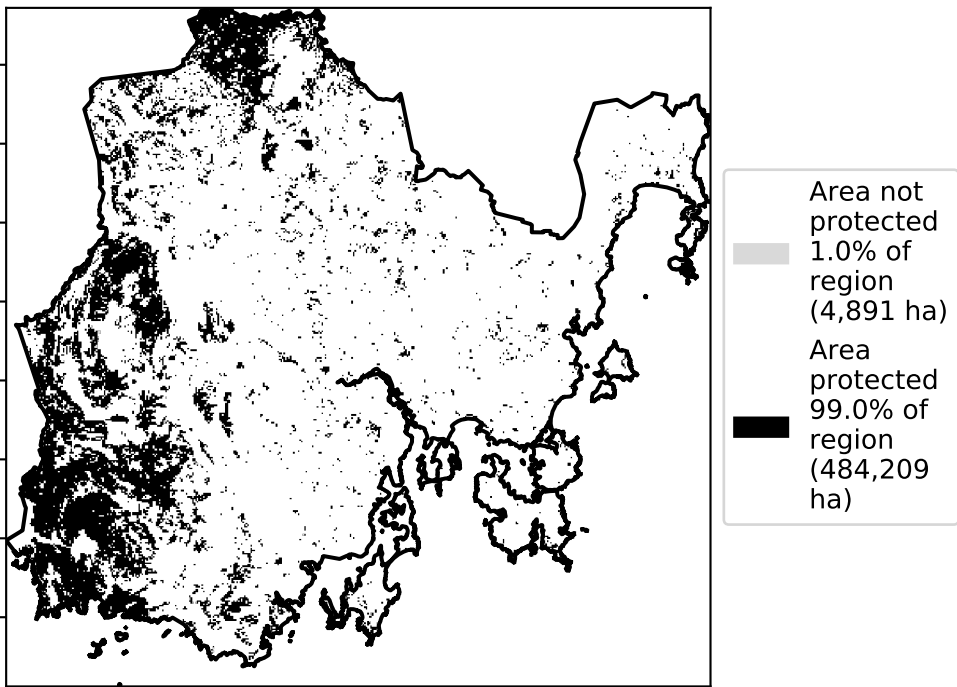 Area not
protected
1.0% of
region
(4,891 ha)
Area
protected
99.0% of
region
(484,209
ha)